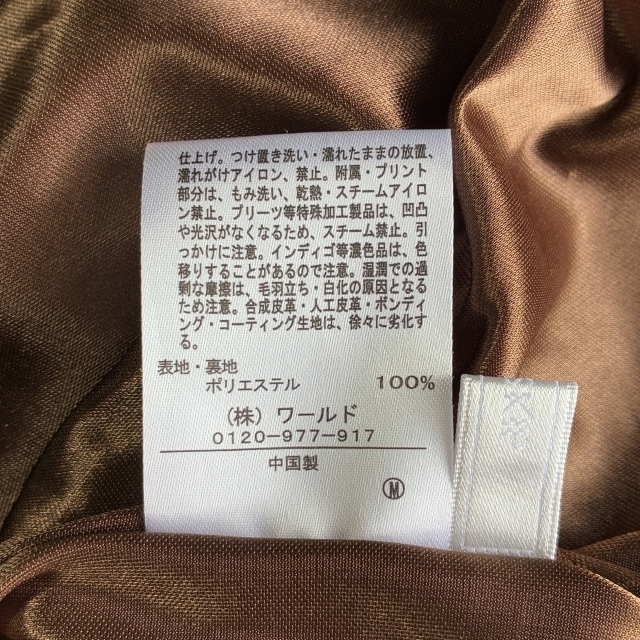 仕上げ。つけ置き洗い・濡れたままの放置、
濡れがけアイロン、禁止。附属・プリント
部分は、もみ洗い、乾熱・スチームアイロ
ン禁止。プリーツ等特殊加工製品は、凹凸
や光沢がなくなるため、スチーム禁止。引
っかけに注意。インディゴ等濃色品は、色
移りすることがあるので注意。湿潤での過
剰な摩擦は、毛羽立ち・白化の原因となる
ため注意。合成皮革・人工皮革・ボンディ
ング・コーティング生地は、徐々に劣化す
る。
表地・裏地
ポリエステル 100%
(株) ワールド
0120-977-917
中国製
M